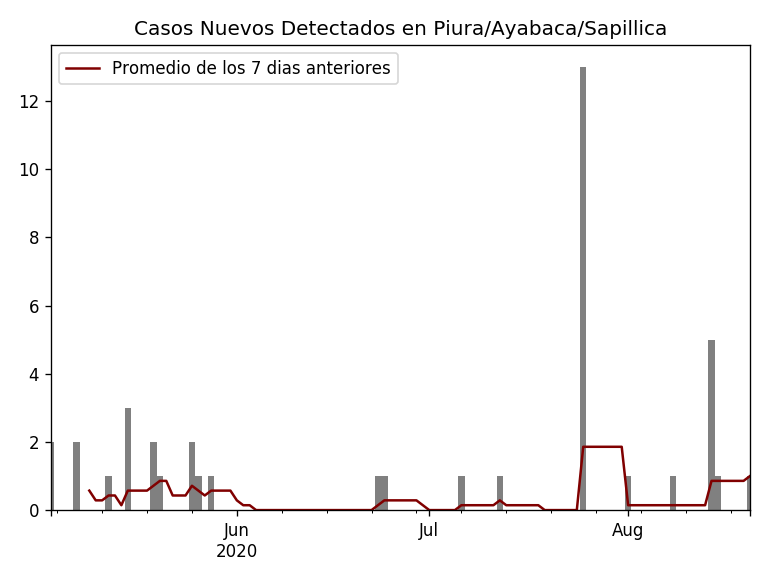 Casos Nuevos Detectados en Piura/Ayabaca/Sapillica
Promedio de los 7 dias anteriores
12
10
8
6
4
2
0
Jun
2020
Jul
Aug